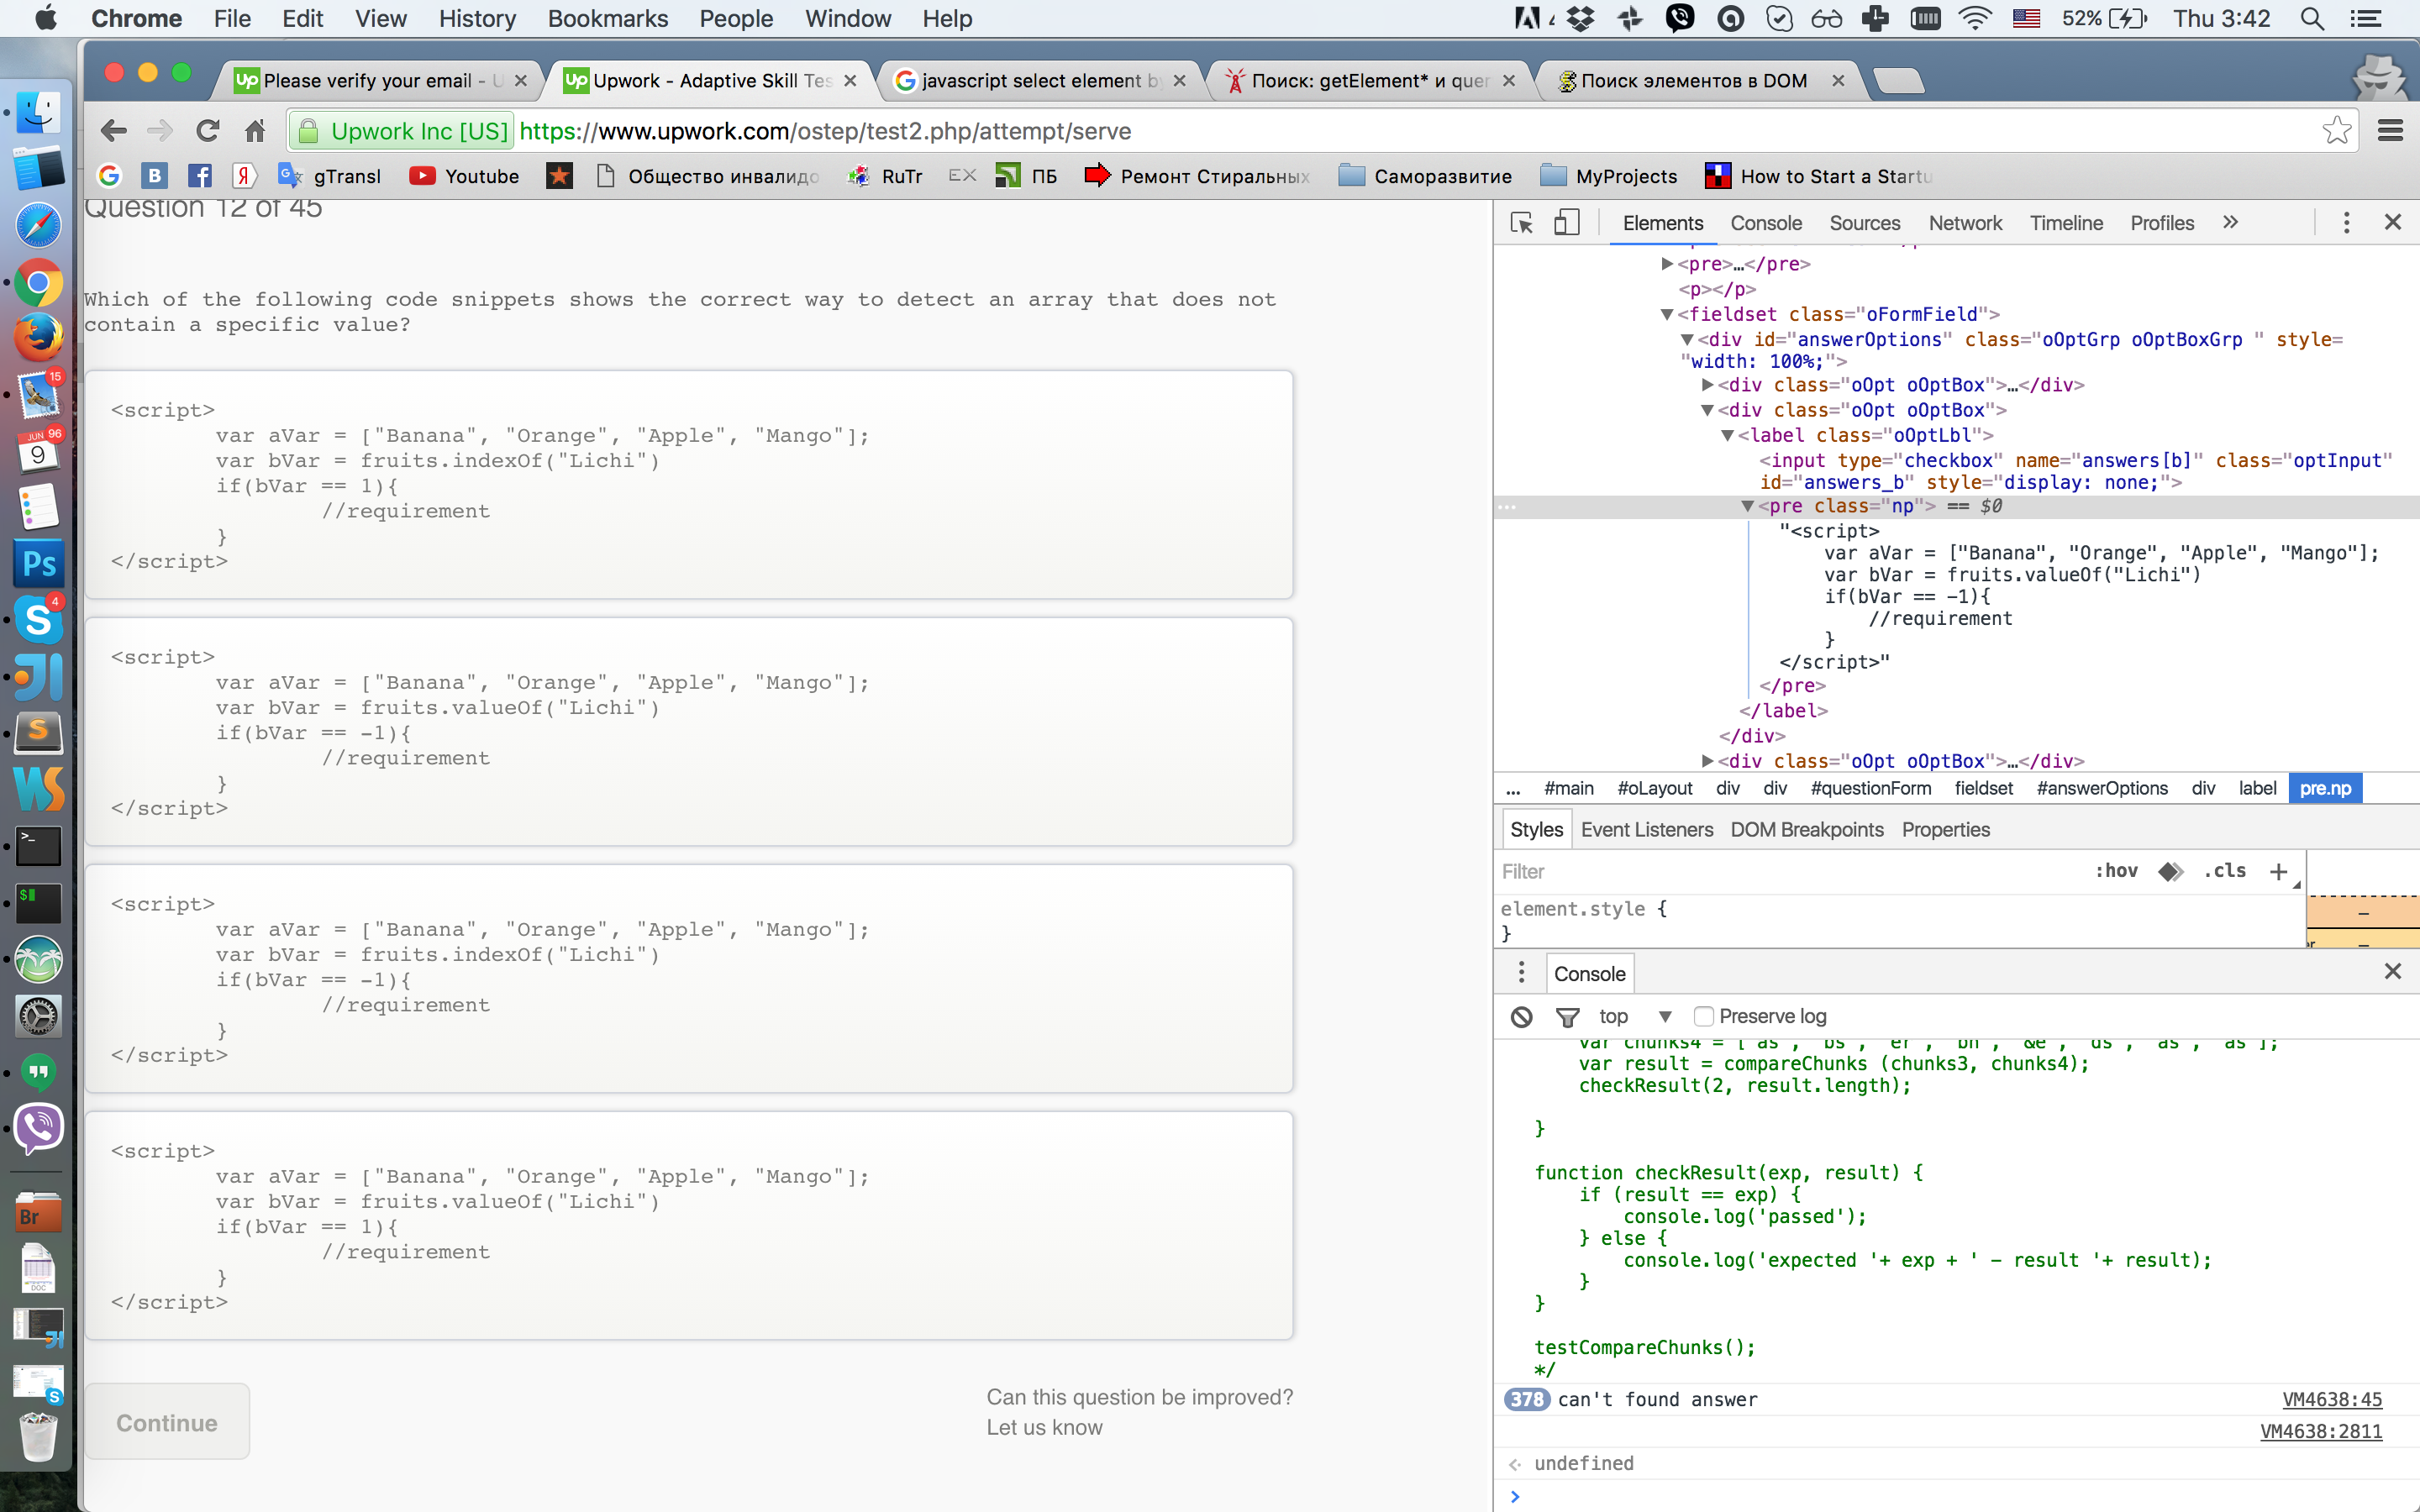 Chrome File Edit View History Bookmarks People Window Help
52% Thu 3:42
Please verify your email - U
Upwork - Adaptive Skill Tes
javascript select element by
Поиск: getElement* и quer
Поиск элементов в DOM
Upwork Inc [US] https://www.upwork.com/ostep/test2.php/attempt/serve
gTransl Youtube Общество инвалидо RuTr EX ПБ Ремонт Стиральных Саморазвитие MyProjects How to Start a Startu
Question 12 of 45
Which of the following code snippets shows the correct way to detect an array that does not
contain a specific value?
<script>
var aVar = ["Banana", "Orange", "Apple", "Mango"];
var bVar = fruits.indexOf("Lichi")
if(bVar == 1){
//requirement
}
</script>
<script>
var aVar = ["Banana", "Orange", "Apple", "Mango"];
var bVar = fruits.valueOf("Lichi")
if(bVar == -1){
//requirement
}
</script>
<script>
var aVar = ["Banana", "Orange", "Apple", "Mango"];
var bVar = fruits.indexOf("Lichi")
if(bVar == -1){
//requirement
}
</script>
<script>
var aVar = ["Banana", "Orange", "Apple", "Mango"];
var bVar = fruits.valueOf("Lichi")
if(bVar == 1){
//requirement
}
</script>
Continue
Can this question be improved?
Let us know
Elements Console Sources Network Timeline Profiles »
<pre>…</pre>
<p></p>
<fieldset class="oFormField">
<div id="answerOptions" class="oOptGrp oOptBoxGrp " style=
"width: 100%;">
<div class="oOpt oOptBox">…</div>
<div class="oOpt oOptBox">
<label class="oOptLbl">
<input type="checkbox" name="answers[b]" class="optInput"
id="answers_b" style="display: none;">
<pre class="np"> == $0
"<script>
var aVar = ["Banana", "Orange", "Apple", "Mango"];
var bVar = fruits.valueOf("Lichi")
if(bVar == -1){
//requirement
}
</script>"
</pre>
</label>
</div>
<div class="oOpt oOptBox">…</div>
... #main #oLayout div div #questionForm fieldset #answerOptions div label pre.np
Styles Event Listeners DOM Breakpoints Properties
Filter :hov .cls +
element.style {
}
Console
top Preserve log
var chunks4 = ['as', 'bs', 'er', 'bn', '&e', 'ds', 'as', 'as'];
var result = compareChunks (chunks3, chunks4);
checkResult(2, result.length);
}
function checkResult(exp, result) {
if (result == exp) {
console.log('passed');
} else {
console.log('expected '+ exp + ' - result '+ result);
}
}
testCompareChunks();
*/
378 can't found answer VM4638:45
VM4638:2811
undefined
15
JUN 96
9
Ps
4
Br
DOC